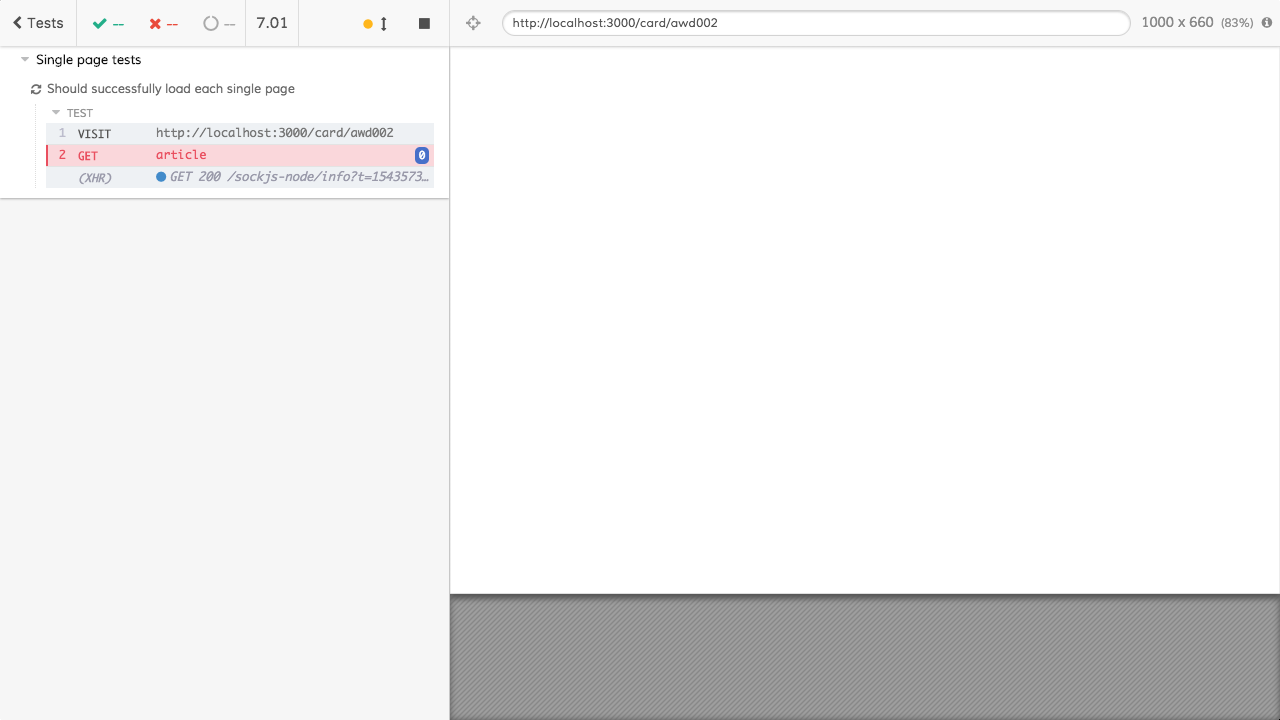 Tests -- -- -- 7.01
http://localhost:3000/card/awd002 1000 x 660 (83%)
Single page tests
Should successfully load each single page
TEST
1 VISIT http://localhost:3000/card/awd002
2 GET article 0
(XHR) GET 200 /sockjs-node/info?t=1543573…